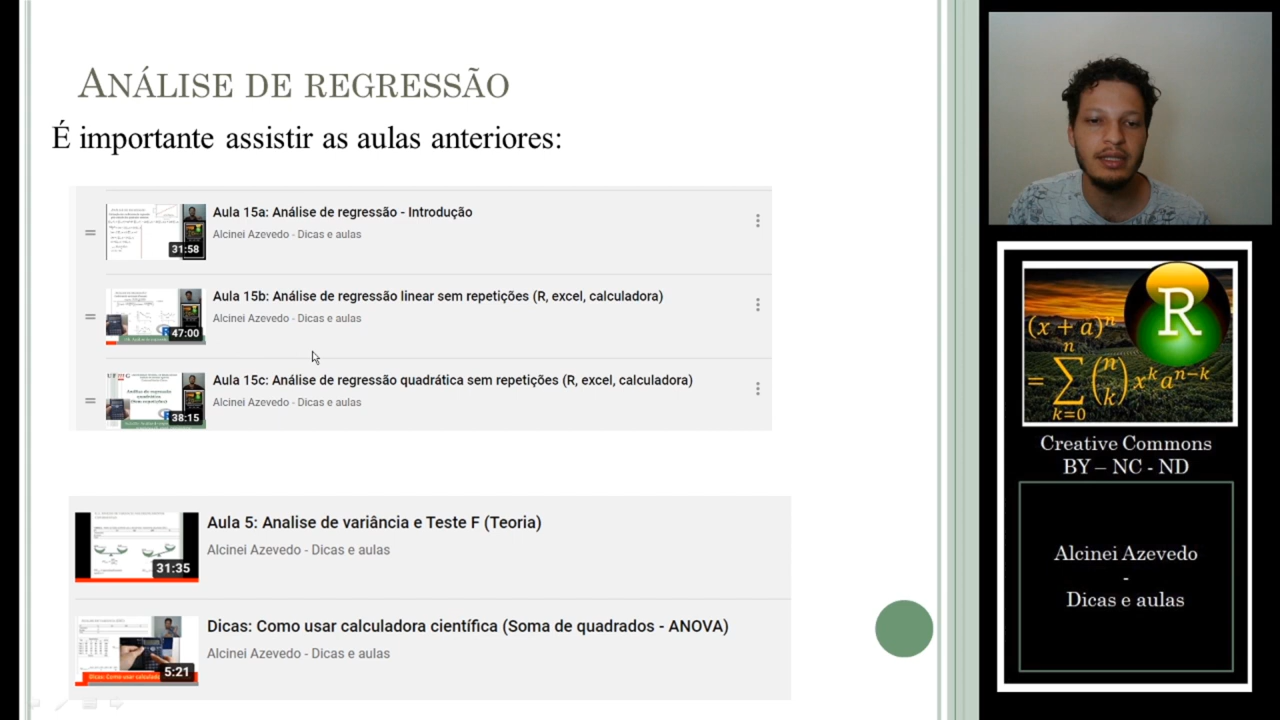 ANÁLISE DE REGRESSÃO
É importante assistir as aulas anteriores:
Aula 15a: Análise de regressão - Introdução
Alcinei Azevedo - Dicas e aulas
31:58
Aula 15b: Análise de regressão linear sem repetições (R, excel, calculadora)
Alcinei Azevedo - Dicas e aulas
47:00
Aula 15c: Análise de regressão quadrática sem repetições (R, excel, calculadora)
Alcinei Azevedo - Dicas e aulas
38:15
Aula 5: Analise de variância e Teste F (Teoria)
Alcinei Azevedo - Dicas e aulas
31:35
Dicas: Como usar calculadora científica (Soma de quadrados - ANOVA)
Alcinei Azevedo - Dicas e aulas
5:21
R
(x + a)^n
= ∑ (n k) x^k a^n-k
n
k=0
Creative Commons
BY – NC - ND
Alcinei Azevedo
-
Dicas e aulas